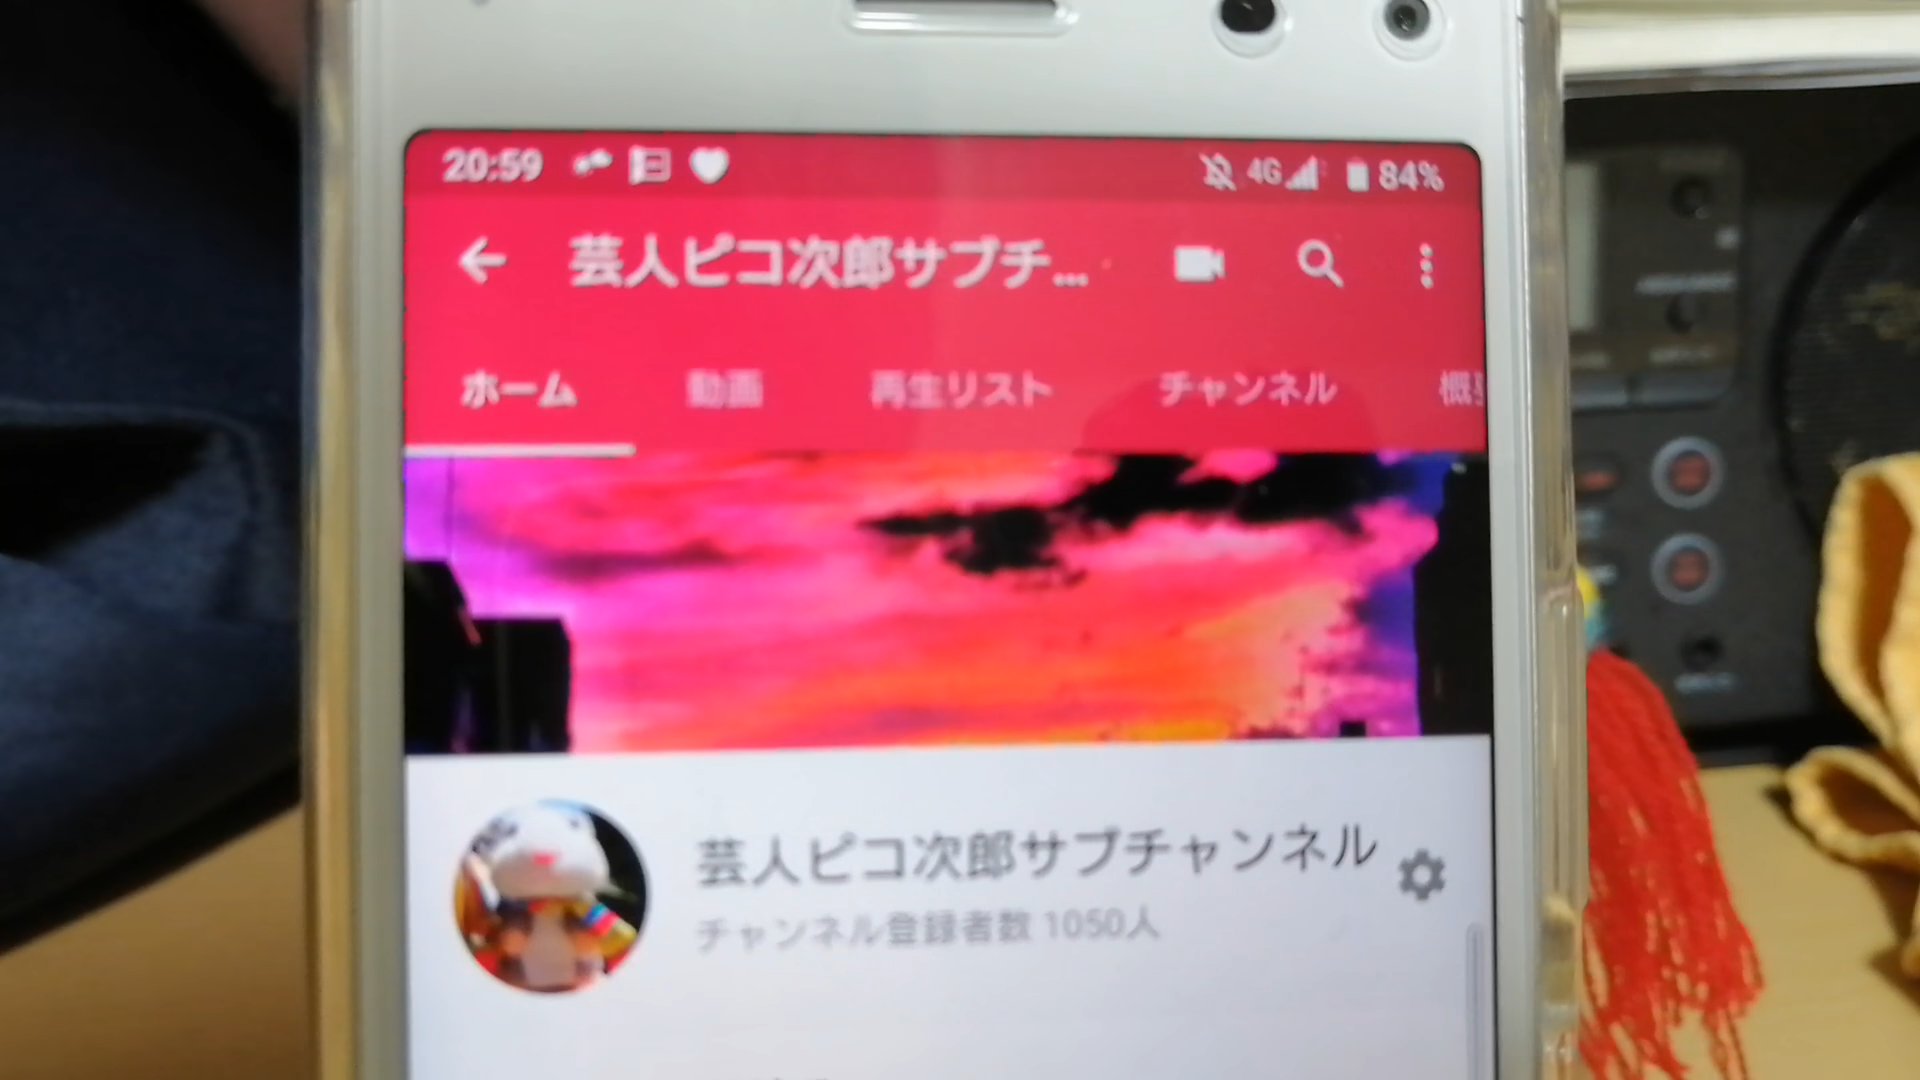 20:59 4G 84%
芸人ピコ次郎サブチ...
ホーム 動画 再生リスト チャンネル 概
芸人ピコ次郎サブチャンネル
チャンネル登録者数 1050人